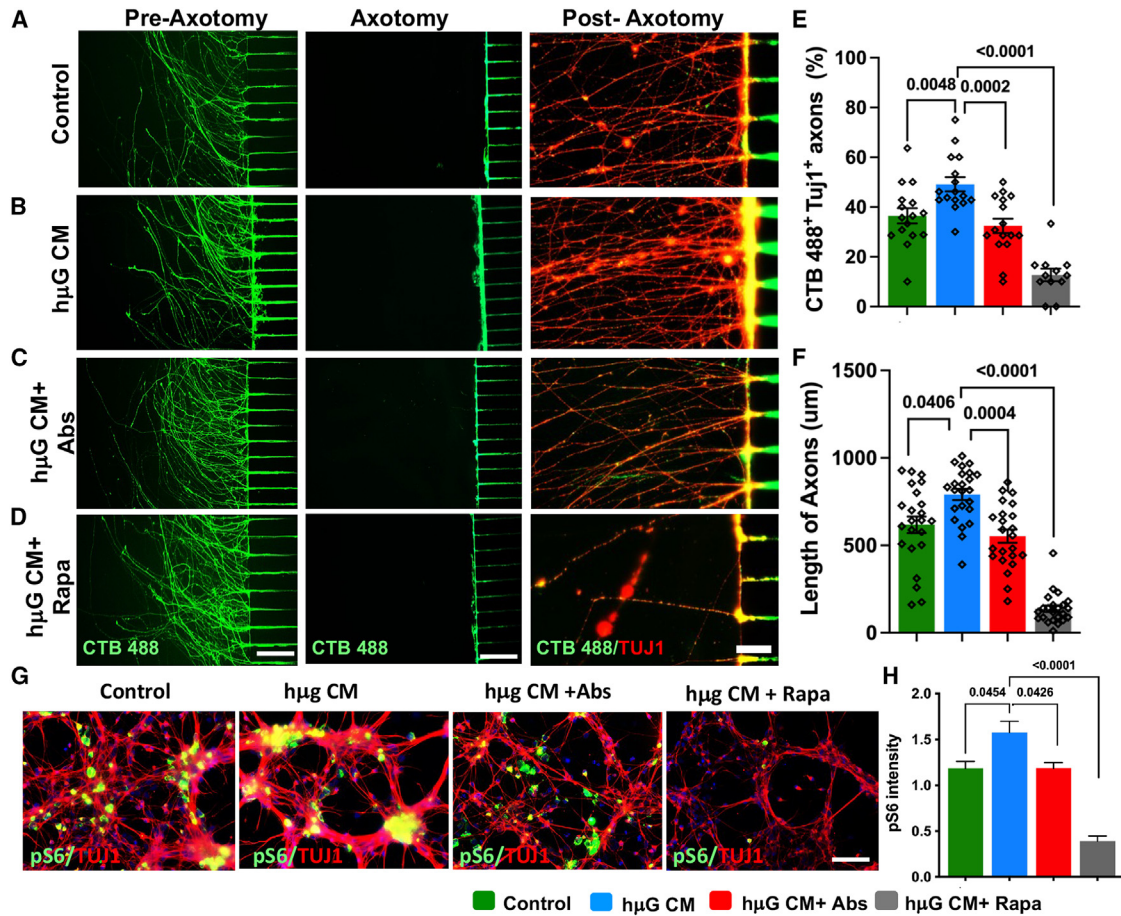 A
Pre-Axotomy
Axotomy
Post- Axotomy
Control
B
hμG CM
C
hμG CM+
Abs
D
hμG CM+
Rapa
CTB 488
CTB 488
CTB 488/TUJ1
E
CTB 488+ Tuj1+ axons (%)
100
80
60
40
20
0
<0.0001
0.0048
0.0002
F
Length of Axons (um)
1500
1000
500
0
<0.0001
0.0406
0.0004
G
Control
hμg CM
hμg CM +Abs
hμg CM + Rapa
pS6/TUJ1
pS6/TUJ1
pS6/TUJ1
pS6/TUJ1
H
pS6 intensity
2.0
1.5
1.0
0.5
0.0
<0.0001
0.0454
0.0426
Control
hμG CM
hμG CM+ Abs
hμG CM+ Rapa